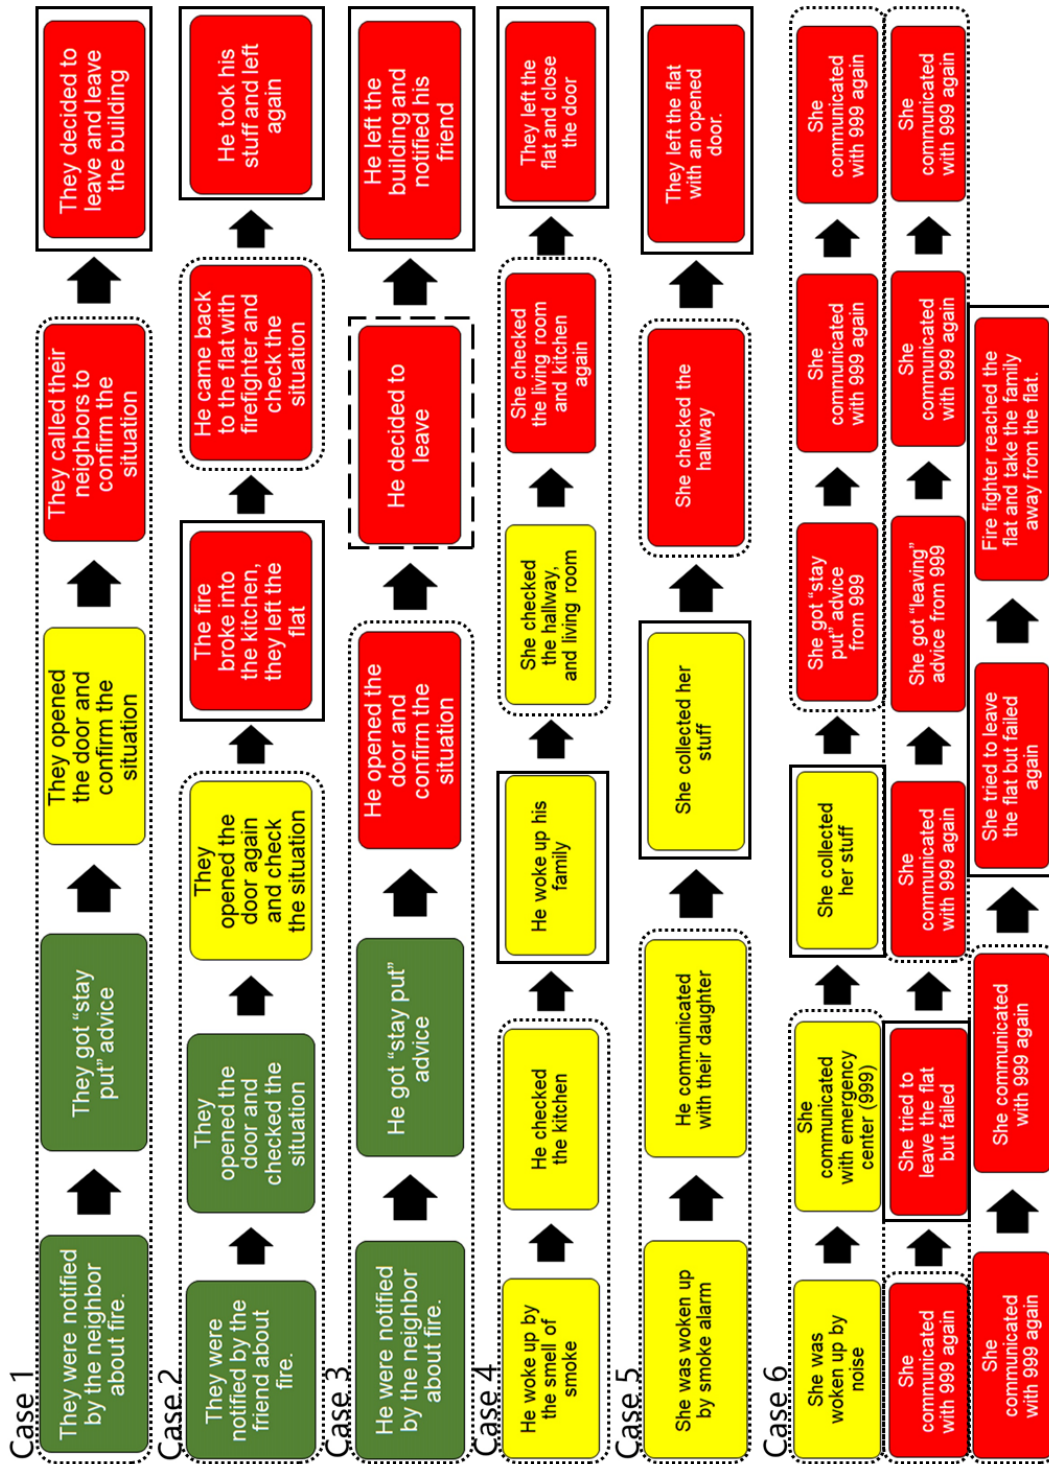 Case 1
They were notified
by the neighbor
about fire.
They got “stay
put” advice
They opened
the door and
confirm the
situation
They called their
neighbors to
confirm the
situation
They decided to
leave and leave
the building
Case 2
They were
notified by the
friend about
fire.
They
opened the
door and
checked the
situation
They
opened the
door again
and check
the situation
The fire
broke into
the kitchen,
they left the
flat
He came back
to the flat with
firefighter and
check the
situation
He took his
stuff and left
again
Case 3
He were notified
by the neighbor
about fire.
He got “stay put”
advice
He opened the
door and
confirm the
situation
He decided to
leave
He left the
building and
notified his
friend
Case 4
He woke up by
the smell of
smoke
He checked
the kitchen
He woke up his
family
She checked
the hallway,
and living room
She checked
the living room
and kitchen
again
They left the
flat and close
the door
Case 5
She was woken up
by smoke alarm
He communicated
with their daughter
She collected her
stuff
She checked the
hallway
They left the flat
with an opened
door.
Case 6
She was
woken up by
noise
She
communicated
with emergency
center (999)
She collected
her stuff
She got “stay
put” advice
from 999
She
communicated
with 999 again
She
communicated
with 999 again
She
communicated
with 999 again
She tried to
leave the flat
but failed
She
communicated
with 999 again
She got “leaving”
advice from 999
She
communicated
with 999 again
She
communicated
with 999 again
She
communicated
with 999 again
She communicated
with 999 again
She tried to leave
the flat but failed
again
Fire fighter reached the
flat and take the family
away from the flat.